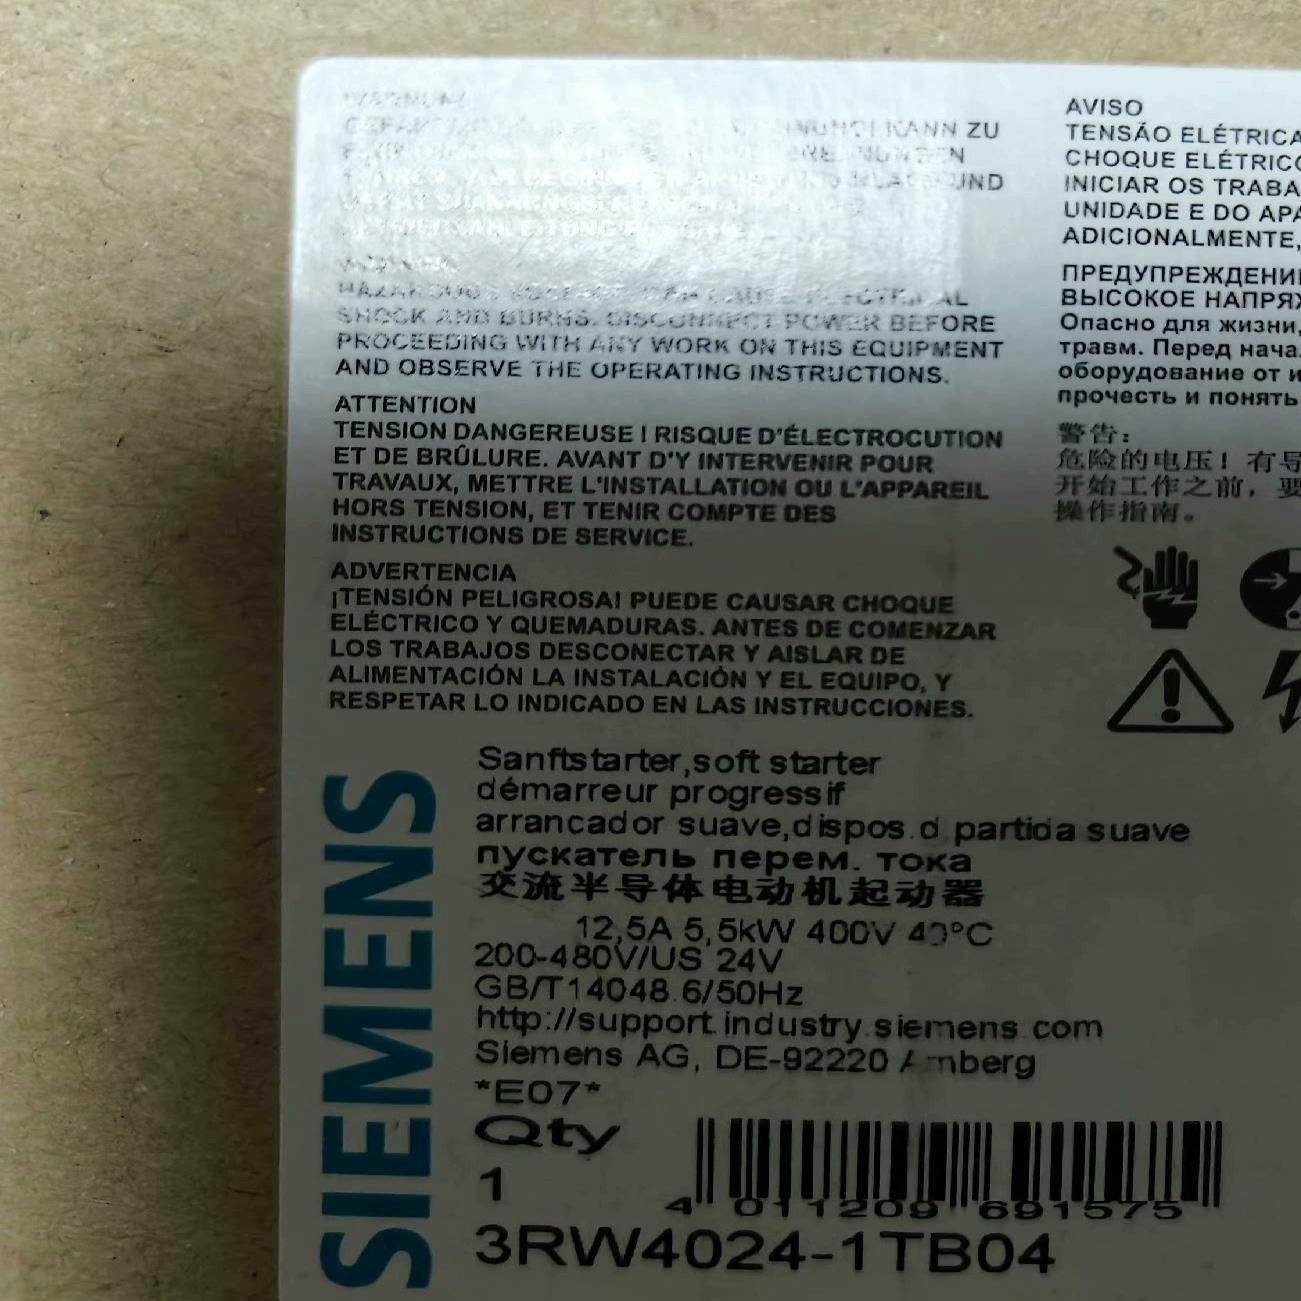 KANN ZU
UND
SHOCK AND BURNS. DISCONNECT POWER BEFORE
PROCEEDING WITH ANY WORK ON THIS EQUIPMENT
AND OBSERVE THE OPERATING INSTRUCTIONS.
ATTENTION
TENSION DANGEREUSE ! RISQUE D'ÉLECTROCUTION
ET DE BRÛLURE. AVANT D'Y INTERVENIR POUR
TRAVAUX, METTRE L'INSTALLATION OU L'APPAREIL
HORS TENSION, ET TENIR COMPTE DES
INSTRUCTIONS DE SERVICE.
ADVERTENCIA
¡TENSIÓN PELIGROSA! PUEDE CAUSAR CHOQUE
ELÉCTRICO Y QUEMADURAS. ANTES DE COMENZAR
LOS TRABAJOS DESCONECTAR Y AISLAR DE
ALIMENTACIÓN LA INSTALACIÓN Y EL EQUIPO, Y
RESPETAR LO INDICADO EN LAS INSTRUCCIONES.
AVISO
TENSÃO ELÉTRICA
CHOQUE ELÉTRICO
INICIAR OS TRABA
UNIDADE E DO APA
ADICIONALMENTE,
ПРЕДУПРЕЖДЕНИ
ВЫСОКОЕ НАПРЯЖ
Опасно для жизни,
травм. Перед нача
оборудование от и
прочесть и понять
警告:
危险的电压! 有导
开始工作之前, 要
操作指南。
SIEMENS
Sanftstarter,soft starter
démarreur progressif
arrancador suave,dispos.d.partida suave
пускатель перем. тока
交流半导体电动机起动器
12,5A 5,5kW 400V 40°C
200-480V/US 24V
GB/T14048.6/50Hz
http://support.industry.siemens.com
Siemens AG, DE-92220 Amberg
*E07*
Qty
1
4 011209 691575
3RW4024-1TB04